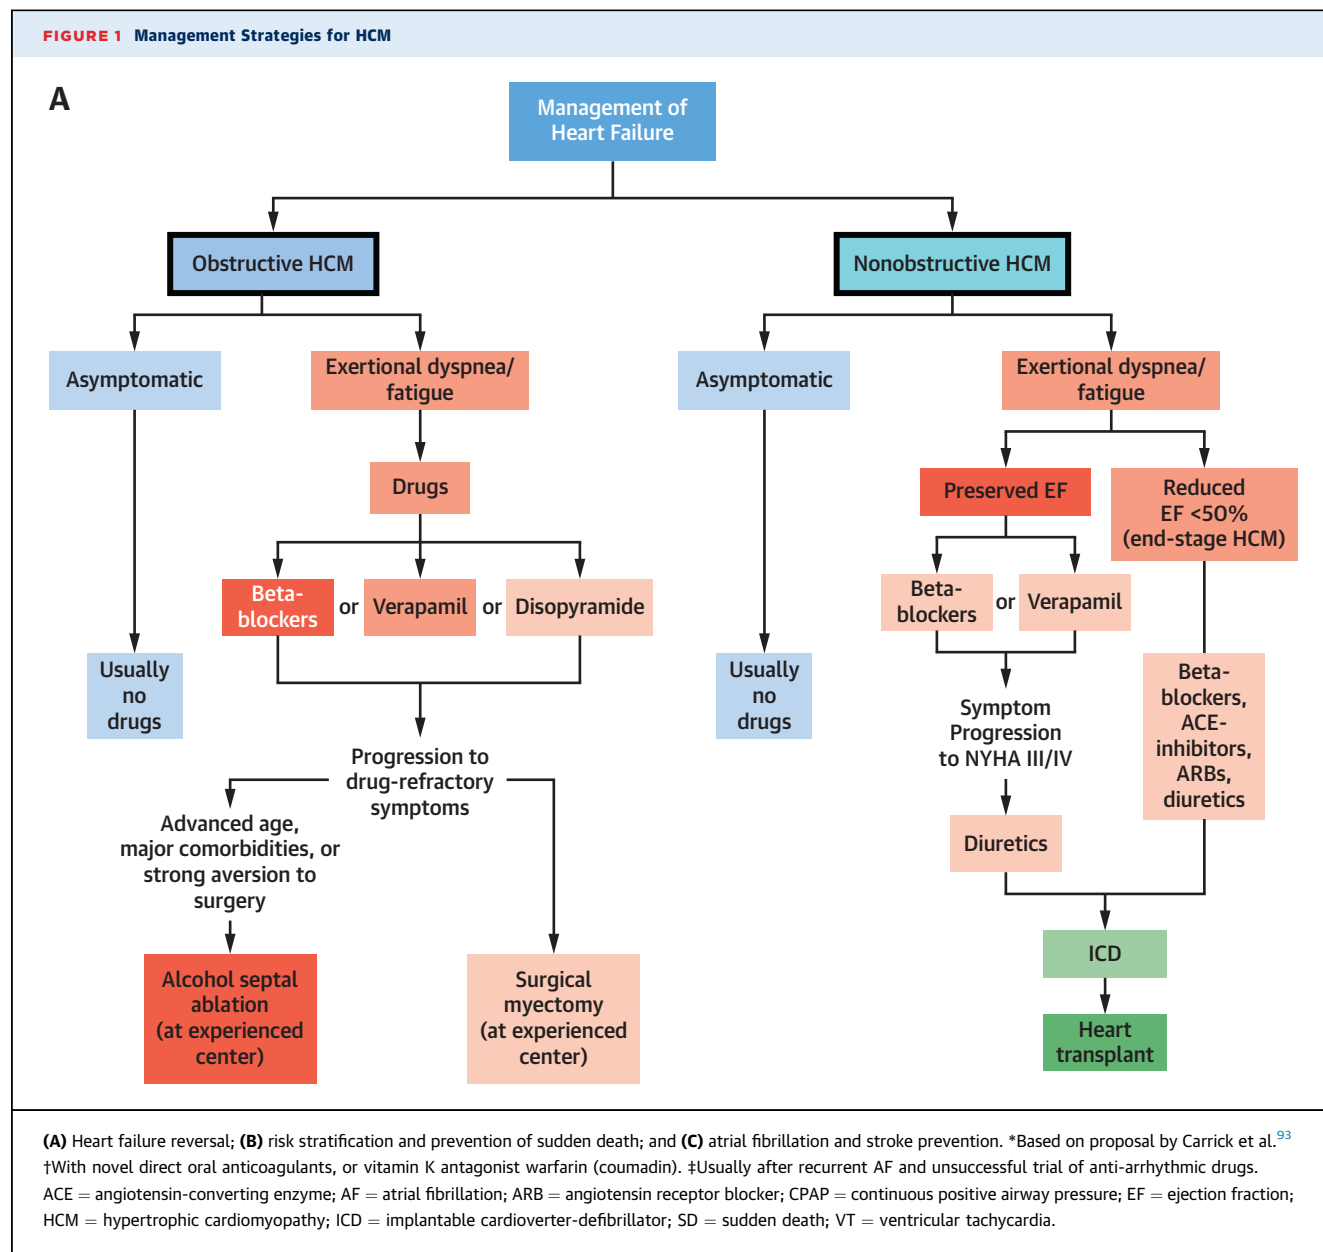 FIGURE 1 Management Strategies for HCM
A
Management of
Heart Failure
Obstructive HCM
Nonobstructive HCM
Asymptomatic
Exertional dyspnea/
fatigue
Asymptomatic
Exertional dyspnea/
fatigue
Drugs
Preserved EF
Reduced
EF <50%
(end-stage HCM)
Beta-
blockers
or
Verapamil
or
Disopyramide
Beta-
blockers
or
Verapamil
Usually
no
drugs
Usually
no
drugs
Beta-
blockers,
ACE-
inhibitors,
ARBs,
diuretics
Progression to
drug-refractory
symptoms
Symptom
Progression
to NYHA III/IV
Advanced age,
major comorbidities, or
strong aversion to
surgery
Diuretics
Alcohol septal
ablation
(at experienced
center)
Surgical
myectomy
(at experienced
center)
ICD
Heart
transplant
(A) Heart failure reversal; (B) risk stratification and prevention of sudden death; and (C) atrial fibrillation and stroke prevention. *Based on proposal by Carrick et al.93
†With novel direct oral anticoagulants, or vitamin K antagonist warfarin (coumadin). ‡Usually after recurrent AF and unsuccessful trial of anti-arrhythmic drugs.
ACE = angiotensin-converting enzyme; AF = atrial fibrillation; ARB = angiotensin receptor blocker; CPAP = continuous positive airway pressure; EF = ejection fraction;
HCM = hypertrophic cardiomyopathy; ICD = implantable cardioverter-defibrillator; SD = sudden death; VT = ventricular tachycardia.